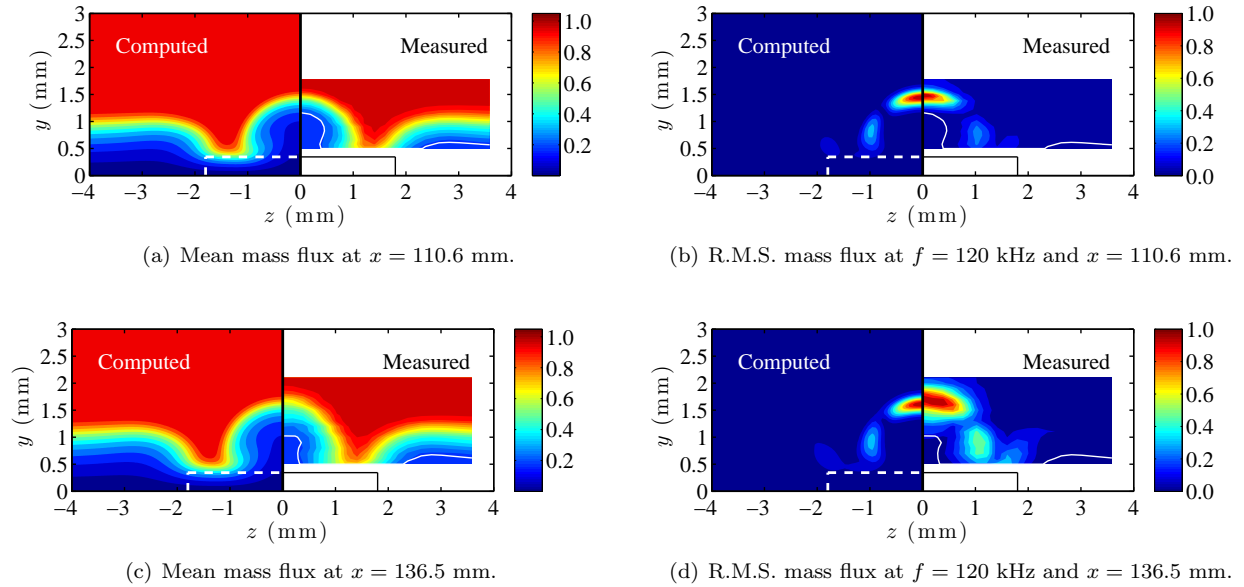 3
2.5
2
1.5
1
0.5
0
y (mm)
Computed
Measured
1.0
0.8
0.6
0.4
0.2
−4 −3 −2 −1 0 1 2 3 4
z (mm)
(a) Mean mass flux at x = 110.6 mm.
3
2.5
2
1.5
1
0.5
0
y (mm)
Computed
Measured
1.0
0.8
0.6
0.4
0.2
0.0
−4 −3 −2 −1 0 1 2 3 4
z (mm)
(b) R.M.S. mass flux at f = 120 kHz and x = 110.6 mm.
3
2.5
2
1.5
1
0.5
0
y (mm)
Computed
Measured
1.0
0.8
0.6
0.4
0.2
−4 −3 −2 −1 0 1 2 3 4
z (mm)
(c) Mean mass flux at x = 136.5 mm.
3
2.5
2
1.5
1
0.5
0
y (mm)
Computed
Measured
1.0
0.8
0.6
0.4
0.2
0.0
−4 −3 −2 −1 0 1 2 3 4
z (mm)
(d) R.M.S. mass flux at f = 120 kHz and x = 136.5 mm.